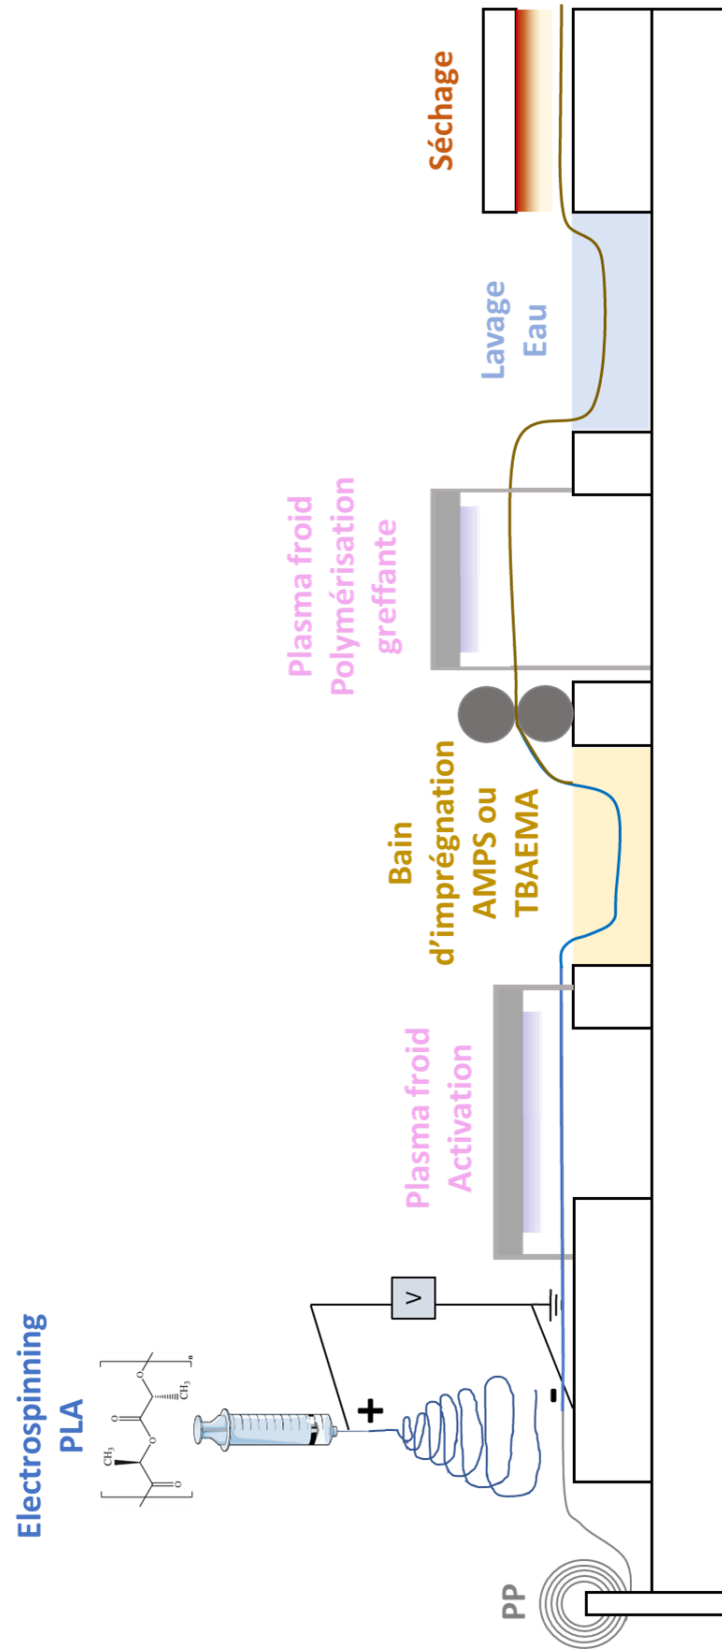 Electrospinning
PLA
CH3
O
O
O
O
CH3
n
+
-
V
PP
Plasma froid
Activation
Bain
d’imprégnation
AMPS ou
TBAEMA
Plasma froid
Polymérisation
greffante
Lavage
Eau
Séchage